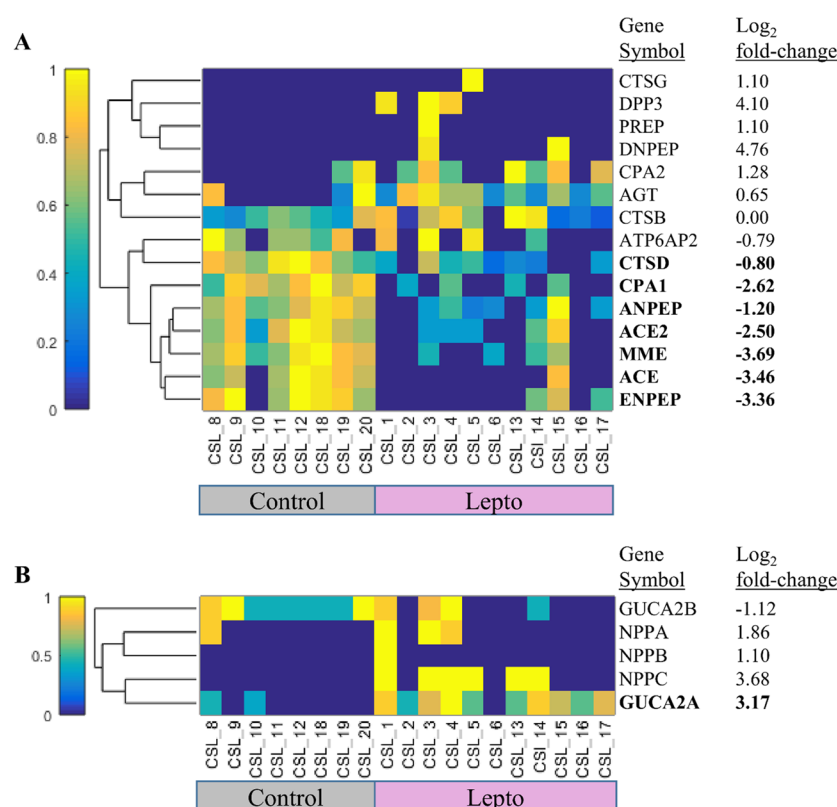 A
Gene Log2
Symbol fold-change
1
0.8
0.6
0.4
0.2
0
CTSG 1.10
DPP3 4.10
PREP 1.10
DNPEP 4.76
CPA2 1.28
AGT 0.65
CTSB 0.00
ATP6AP2 -0.79
CTSD -0.80
CPA1 -2.62
ANPEP -1.20
ACE2 -2.50
MME -3.69
ACE -3.46
ENPEP -3.36
CSL_8 CSL_9 CSL_10 CSL_11 CSL_12 CSL_18 CSL_19 CSL_20 CSL_1 CSL_2 CSL_3 CSL_4 CSL_5 CSL_6 CSL_13 CSl_14 CSL_15 CSL_16 CSL_17
Control Lepto
B
Gene Log2
Symbol fold-change
1
0.5
0
GUCA2B -1.12
NPPA 1.86
NPPB 1.10
NPPC 3.68
GUCA2A 3.17
CSL_8 CSL_9 CSL_10 CSL_11 CSL_12 CSL_18 CSL_19 CSL_20 CSL_1 CSL_2 CSL_3 CSL_4 CSL_5 CSL_6 CSL_13 CSl_14 CSL_15 CSL_16 CSL_17
Control Lepto